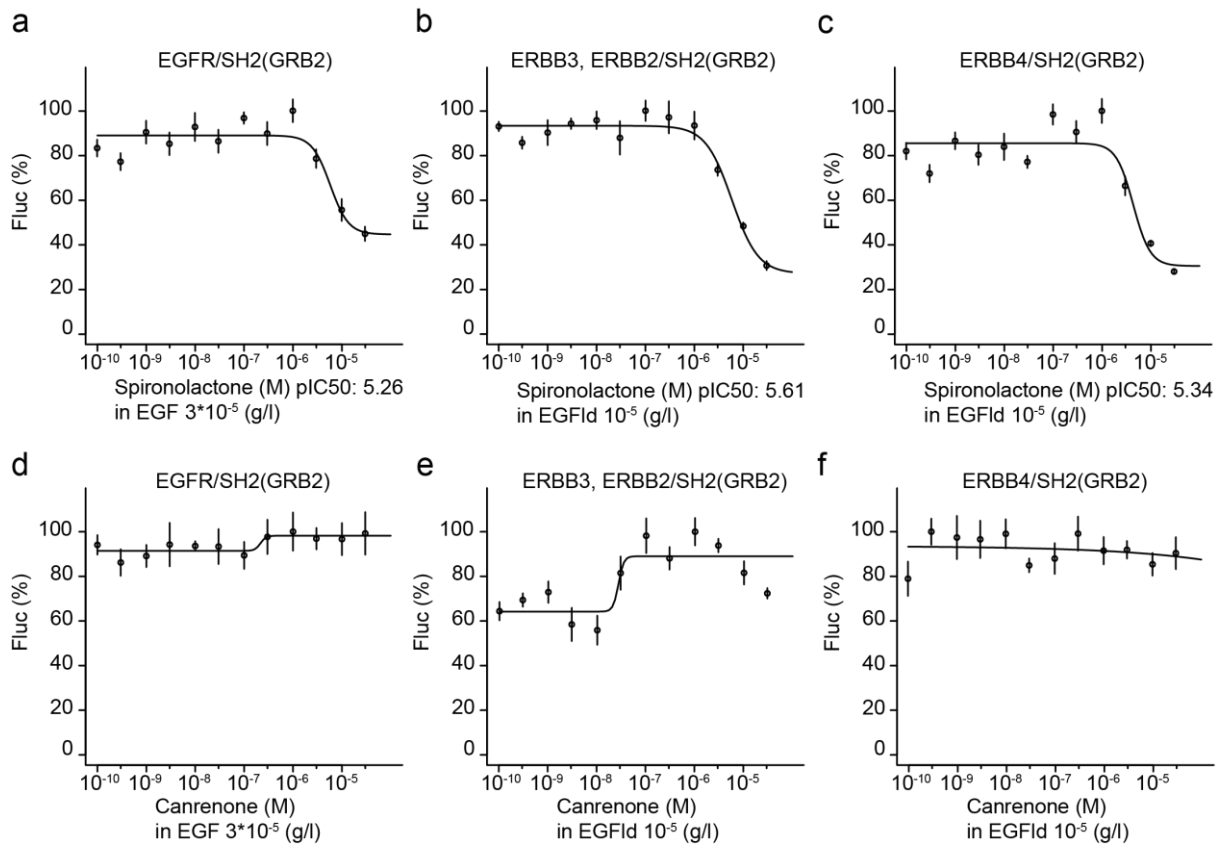 a
EGFR/SH2(GRB2)
Fluc (%)
100
80
60
40
20
0
10⁻¹⁰ 10⁻⁹ 10⁻⁸ 10⁻⁷ 10⁻⁶ 10⁻⁵
Spironolactone (M) pIC50: 5.26
in EGF 3*10⁻⁵ (g/l)
b
ERBB3, ERBB2/SH2(GRB2)
Fluc (%)
100
80
60
40
20
0
10⁻¹⁰ 10⁻⁹ 10⁻⁸ 10⁻⁷ 10⁻⁶ 10⁻⁵
Spironolactone (M) pIC50: 5.61
in EGFld 10⁻⁵ (g/l)
c
ERBB4/SH2(GRB2)
Fluc (%)
100
80
60
40
20
0
10⁻¹⁰ 10⁻⁹ 10⁻⁸ 10⁻⁷ 10⁻⁶ 10⁻⁵
Spironolactone (M) pIC50: 5.34
in EGFld 10⁻⁵ (g/l)
d
EGFR/SH2(GRB2)
Fluc (%)
100
80
60
40
20
0
10⁻¹⁰ 10⁻⁹ 10⁻⁸ 10⁻⁷ 10⁻⁶ 10⁻⁵
Canrenone (M)
in EGF 3*10⁻⁵ (g/l)
e
ERBB3, ERBB2/SH2(GRB2)
Fluc (%)
100
80
60
40
20
0
10⁻¹⁰ 10⁻⁹ 10⁻⁸ 10⁻⁷ 10⁻⁶ 10⁻⁵
Canrenone (M)
in EGFld 10⁻⁵ (g/l)
f
ERBB4/SH2(GRB2)
Fluc (%)
100
80
60
40
20
0
10⁻¹⁰ 10⁻⁹ 10⁻⁸ 10⁻⁷ 10⁻⁶ 10⁻⁵
Canrenone (M)
in EGFld 10⁻⁵ (g/l)